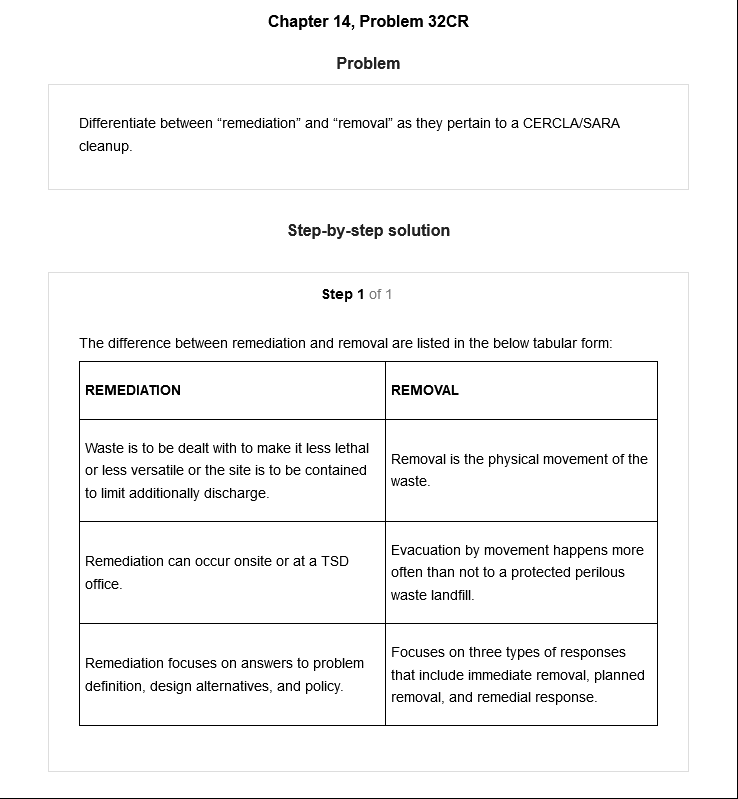 Chapter 14, Problem 32CR
Problem
Differentiate between “remediation” and “removal” as they pertain to a CERCLA/SARA
cleanup.
Step-by-step solution
Step 1 of 1
The difference between remediation and removal are listed in the below tabular form:
REMEDIATION
REMOVAL
Waste is to be dealt with to make it less lethal
or less versatile or the site is to be contained
to limit additionally discharge.
Removal is the physical movement of the
waste.
Remediation can occur onsite or at a TSD
office.
Evacuation by movement happens more
often than not to a protected perilous
waste landfill.
Remediation focuses on answers to problem
definition, design alternatives, and policy.
Focuses on three types of responses
that include immediate removal, planned
removal, and remedial response.